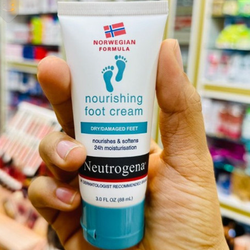 NORWEGIAN
FORMULA
nourishing
foot cream
DRY/DAMAGED FEET
nourishes & softens
24h moisturisation
Neutrogena
DERMATOLOGIST RECOMMENDED
3.0 FL OZ (88 mL)